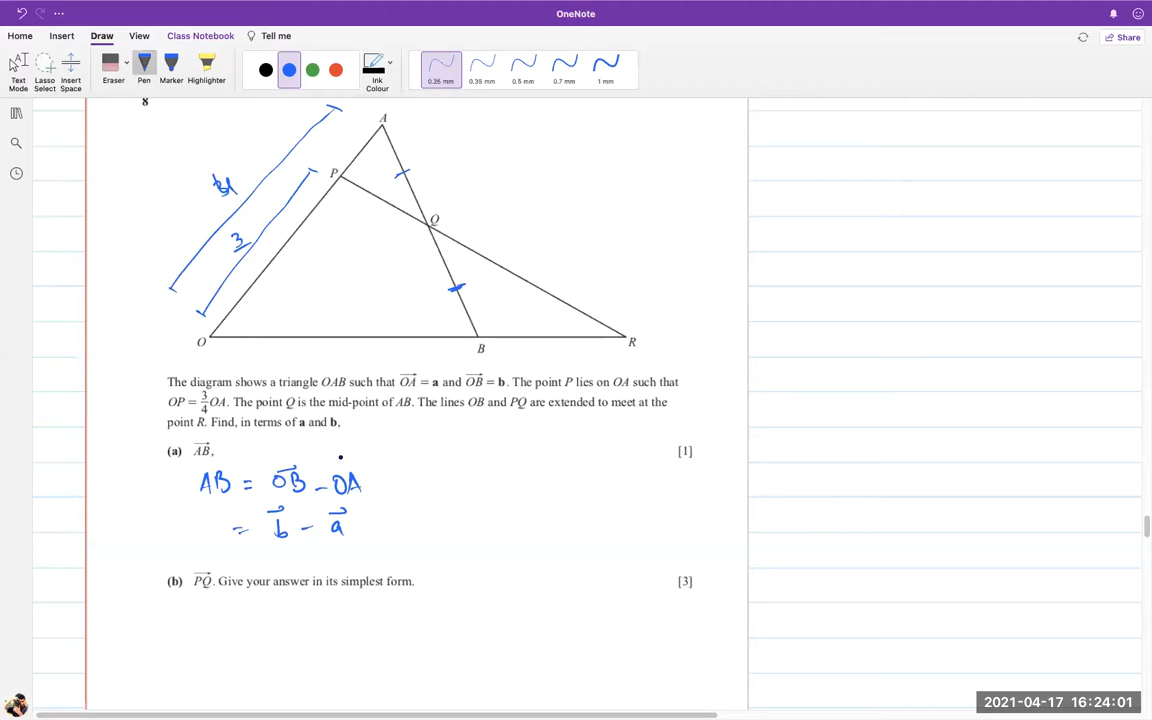 OneNote
Home Insert Draw View Class Notebook Tell me Share
Text Mode Lasso Select Insert Space Eraser Pen Marker Highlighter Ink Colour 0.25 mm 0.35 mm 0.5 mm 0.7 mm 1 mm
8
A
P
3
Q
O
B
R
The diagram shows a triangle OAB such that OA = a and OB = b. The point P lies on OA such that
OP = 3/4 OA. The point Q is the mid-point of AB. The lines OB and PQ are extended to meet at the
point R. Find, in terms of a and b,
(a) AB, [1]
AB = OB - OA
= b - a
(b) PQ. Give your answer in its simplest form. [3]
2021-04-17 16:24:01